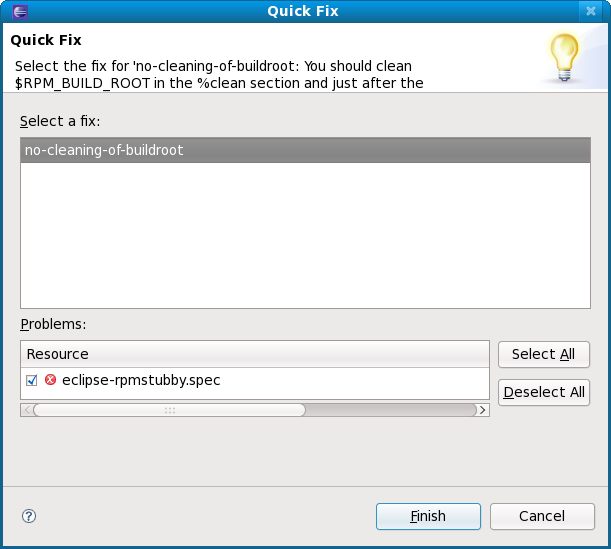 Quick Fix
Quick Fix
Select the fix for 'no-cleaning-of-buildroot: You should clean
$RPM_BUILD_ROOT in the %clean section and just after the
Select a fix:
no-cleaning-of-buildroot
Problems:
Resource
Select All
eclipse-rpmstubby.spec
Deselect All
Finish
Cancel